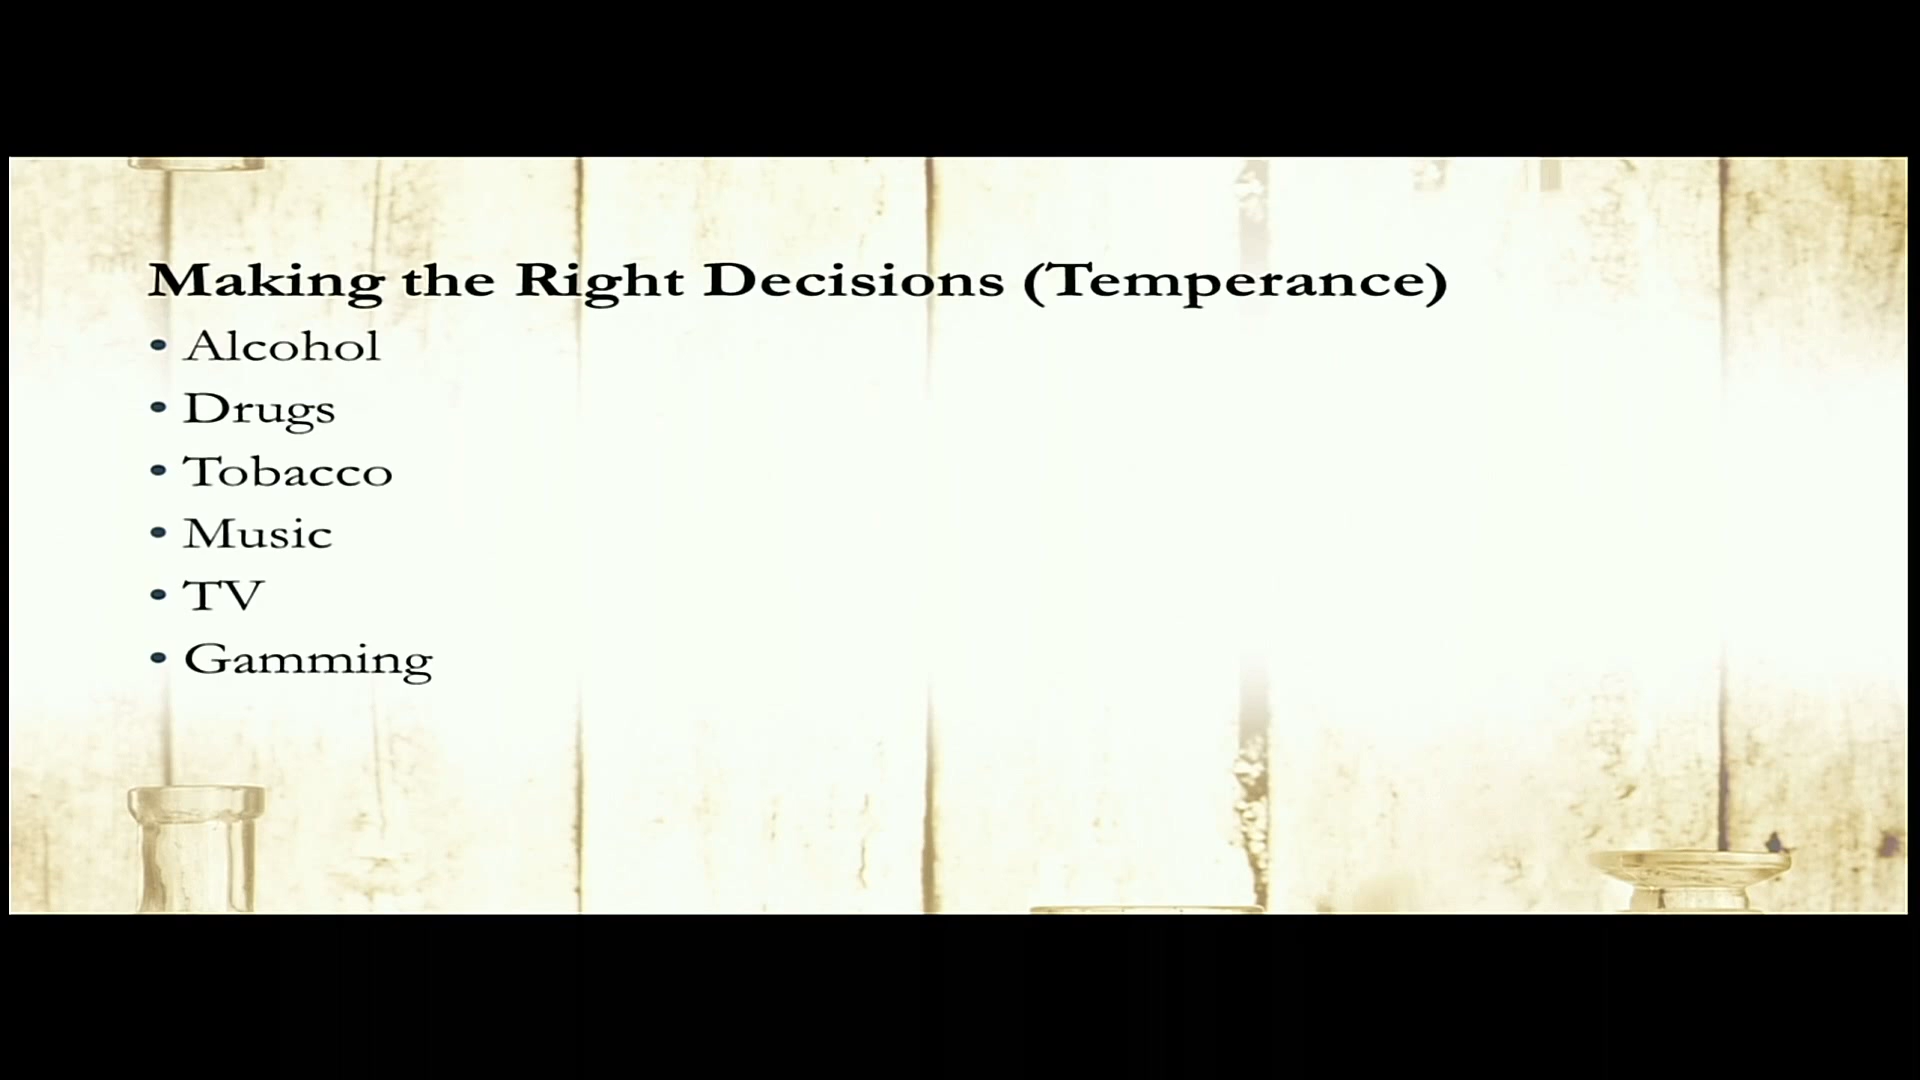 Making the Right Decisions (Temperance)
• Alcohol
• Drugs
• Tobacco
• Music
• TV
• Gamming